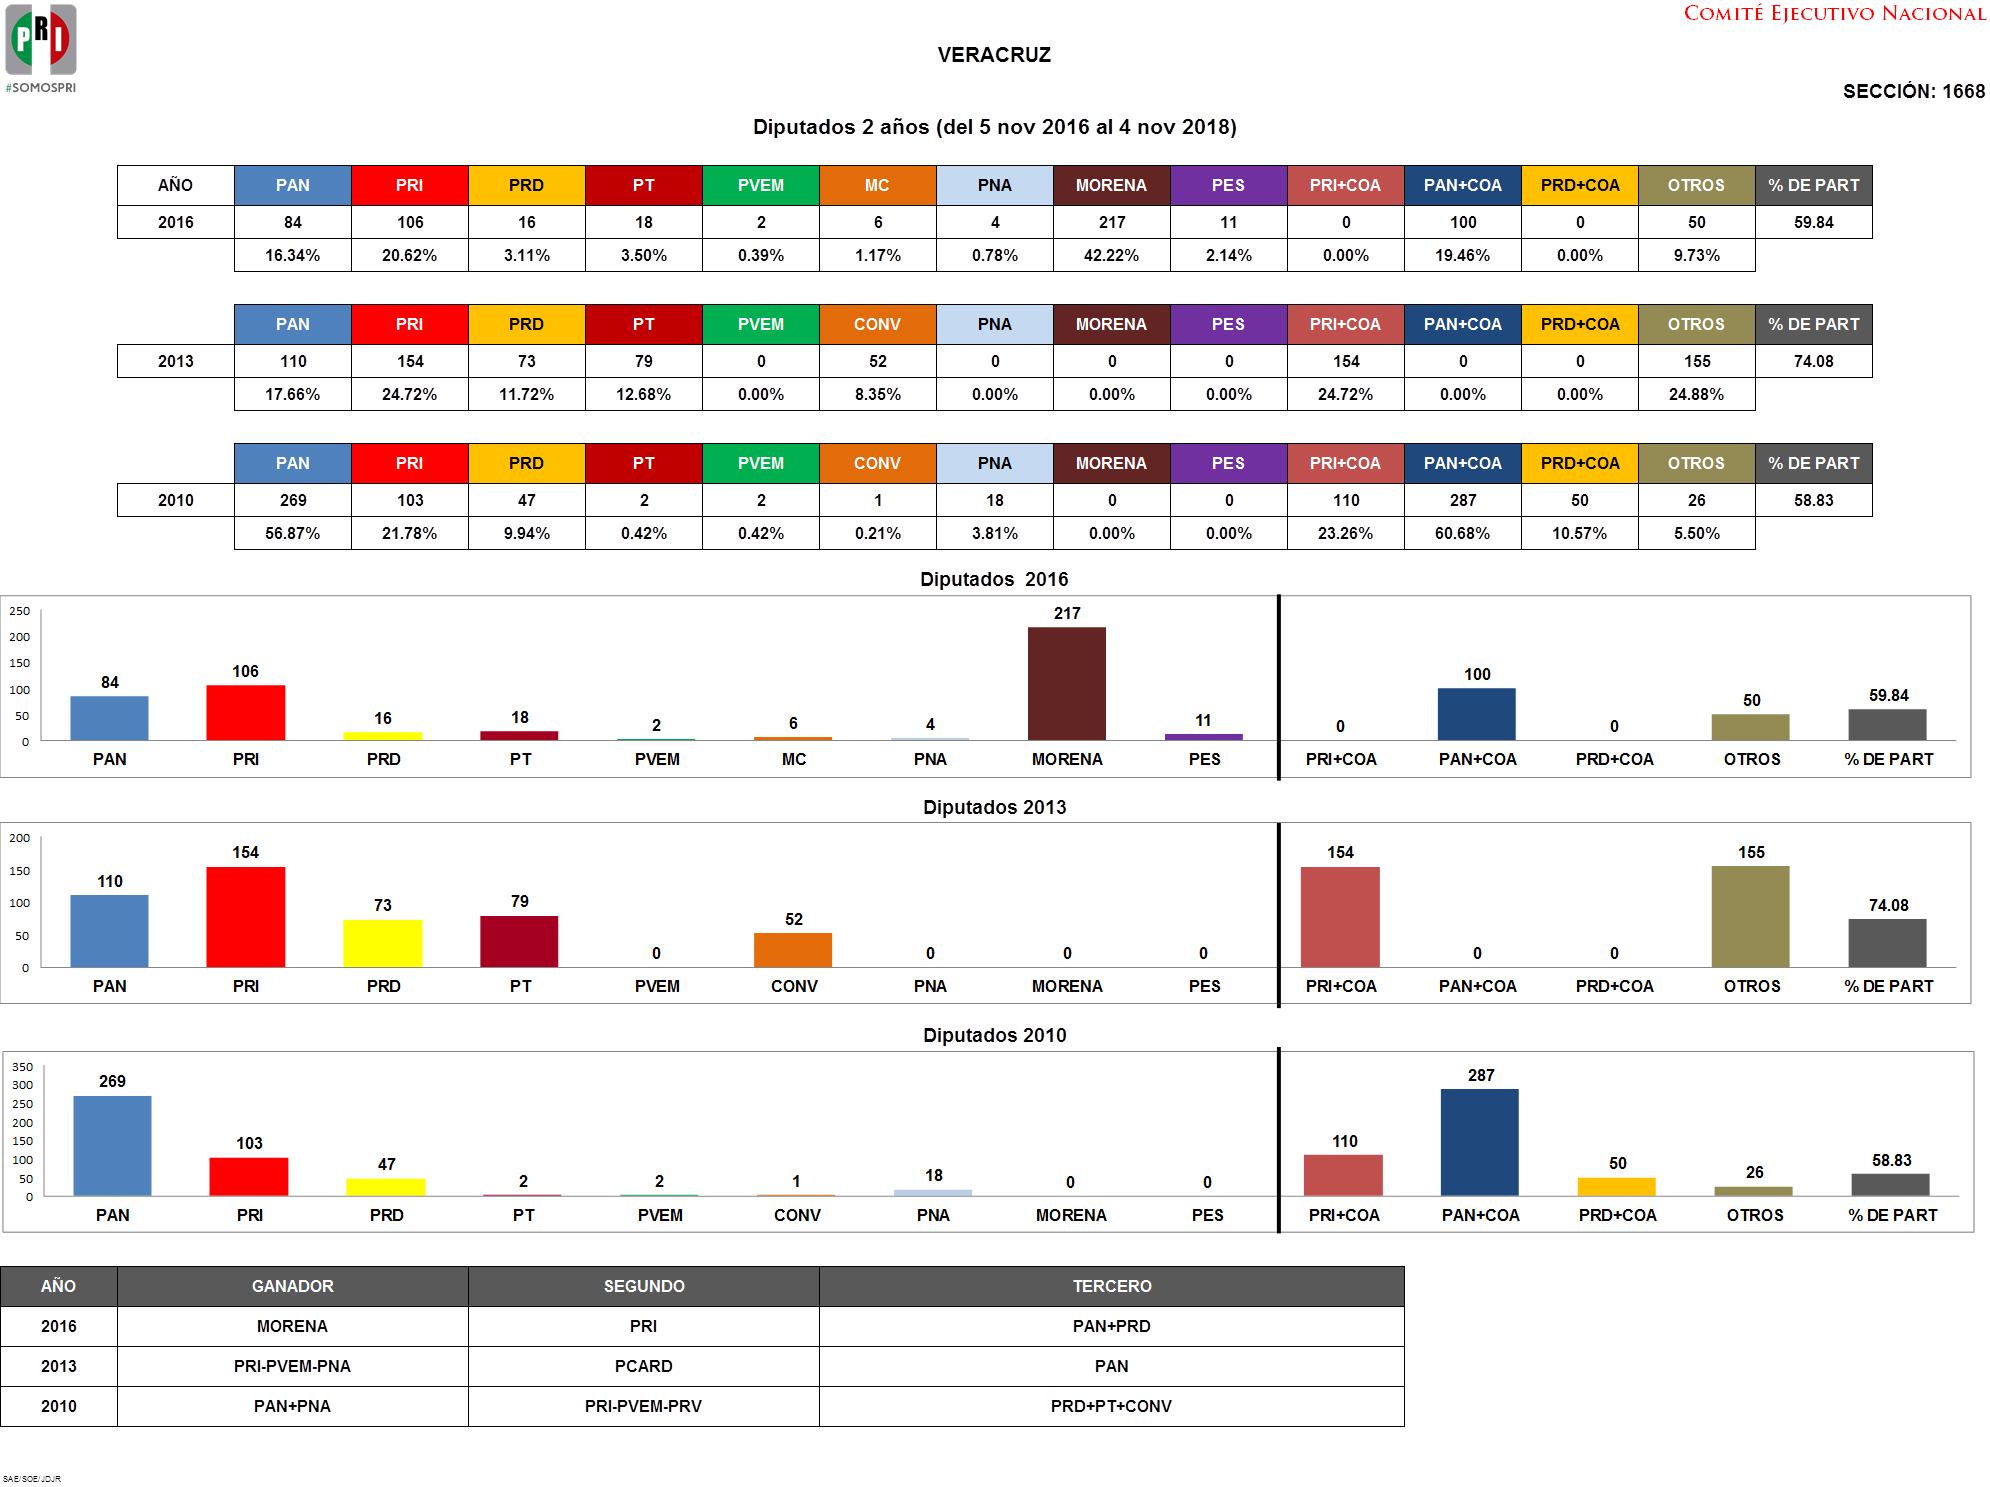 PRI
#SOMOSPRI
COMITÉ EJECUTIVO NACIONAL
VERACRUZ
SECCIÓN: 1668
Diputados 2 años (del 5 nov 2016 al 4 nov 2018)
AÑO PAN PRI PRD PT PVEM MC PNA MORENA PES PRI+COA PAN+COA PRD+COA OTROS % DE PART
2016 84 106 16 18 2 6 4 217 11 0 100 0 50 59.84
16.34% 20.62% 3.11% 3.50% 0.39% 1.17% 0.78% 42.22% 2.14% 0.00% 19.46% 0.00% 9.73%
PAN PRI PRD PT PVEM CONV PNA MORENA PES PRI+COA PAN+COA PRD+COA OTROS % DE PART
2013 110 154 73 79 0 52 0 0 0 154 0 0 155 74.08
17.66% 24.72% 11.72% 12.68% 0.00% 8.35% 0.00% 0.00% 0.00% 24.72% 0.00% 0.00% 24.88%
PAN PRI PRD PT PVEM CONV PNA MORENA PES PRI+COA PAN+COA PRD+COA OTROS % DE PART
2010 269 103 47 2 2 1 18 0 0 110 287 50 26 58.83
56.87% 21.78% 9.94% 0.42% 0.42% 0.21% 3.81% 0.00% 0.00% 23.26% 60.68% 10.57% 5.50%
Diputados 2016
250
200
150
100
50
0
84 106 16 18 2 6 4 217 11 0 100 0 50 59.84
PAN PRI PRD PT PVEM MC PNA MORENA PES PRI+COA PAN+COA PRD+COA OTROS % DE PART
Diputados 2013
200
150
100
50
0
110 154 73 79 0 52 0 0 0 154 0 0 155 74.08
PAN PRI PRD PT PVEM CONV PNA MORENA PES PRI+COA PAN+COA PRD+COA OTROS % DE PART
Diputados 2010
350
300
250
200
150
100
50
0
269 103 47 2 2 1 18 0 0 110 287 50 26 58.83
PAN PRI PRD PT PVEM CONV PNA MORENA PES PRI+COA PAN+COA PRD+COA OTROS % DE PART
AÑO GANADOR SEGUNDO TERCERO
2016 MORENA PRI PAN+PRD
2013 PRI-PVEM-PNA PCARD PAN
2010 PAN+PNA PRI-PVEM-PRV PRD+PT+CONV
SAE/SOE/JDJR